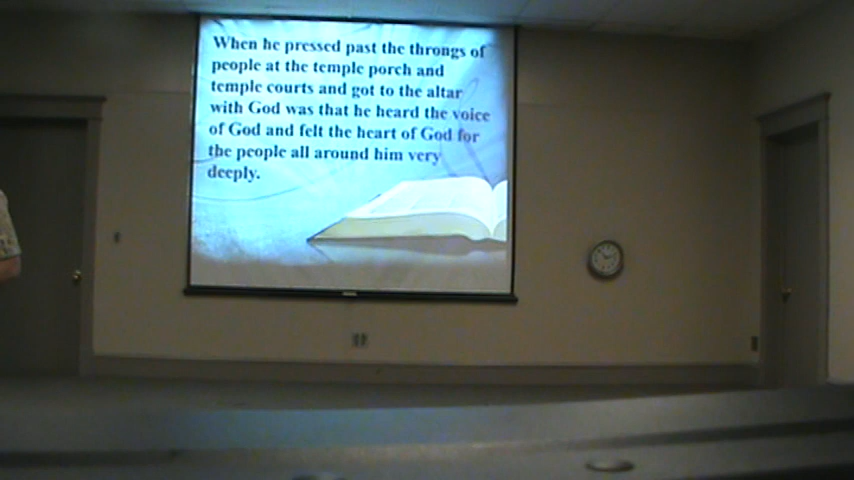 When he pressed past the throngs of
people at the temple porch and
temple courts and got to the altar
with God was that he heard the voice
of God and felt the heart of God for
the people all around him very
deeply.